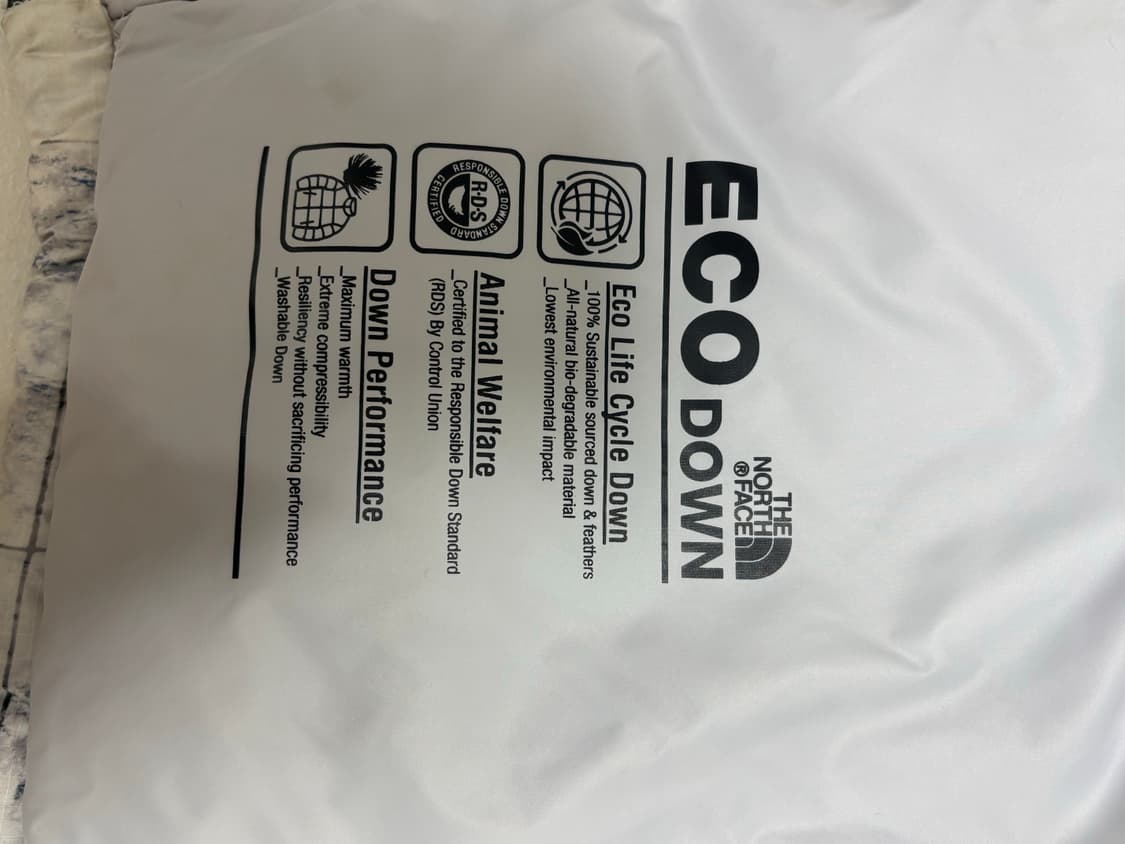 THE
NORTH
FACE®
ECO DOWN
Eco Life Cycle Down
_100% Sustainable sourced down & feathers
_All-natural bio-degradable material
_Lowest environmental impact
RESPONSIBLE DOWN STANDARD
R·D·S
CERTIFIED
Animal Welfare
_Certified to the Responsible Down Standard
(RDS) By Control Union
Down Performance
_Maximum warmth
_Extreme compressibility
_Resiliency without sacrificing performance
_Washable Down